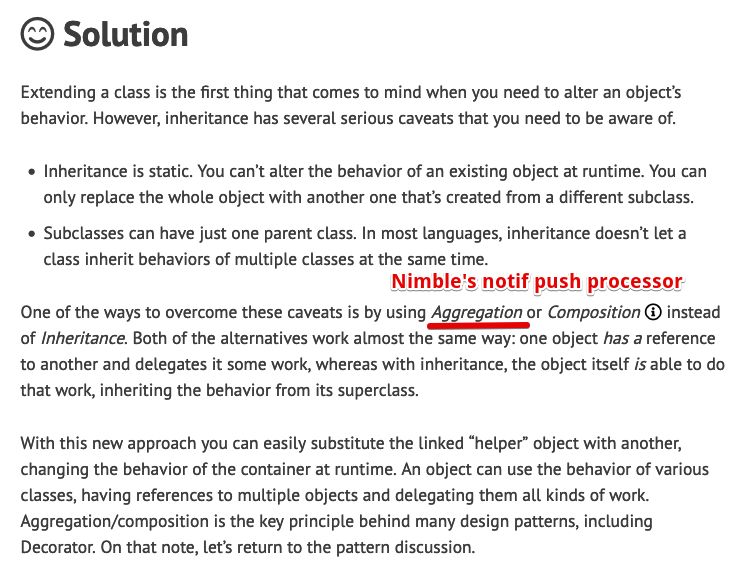 Solution
Extending a class is the first thing that comes to mind when you need to alter an object’s
behavior. However, inheritance has several serious caveats that you need to be aware of.
• Inheritance is static. You can’t alter the behavior of an existing object at runtime. You can
only replace the whole object with another one that’s created from a different subclass.
• Subclasses can have just one parent class. In most languages, inheritance doesn’t let a
class inherit behaviors of multiple classes at the same time.
Nimble's notif push processor
One of the ways to overcome these caveats is by using Aggregation or Composition instead
of Inheritance. Both of the alternatives work almost the same way: one object has a reference
to another and delegates it some work, whereas with inheritance, the object itself is able to do
that work, inheriting the behavior from its superclass.
With this new approach you can easily substitute the linked “helper” object with another,
changing the behavior of the container at runtime. An object can use the behavior of various
classes, having references to multiple objects and delegating them all kinds of work.
Aggregation/composition is the key principle behind many design patterns, including
Decorator. On that note, let’s return to the pattern discussion.